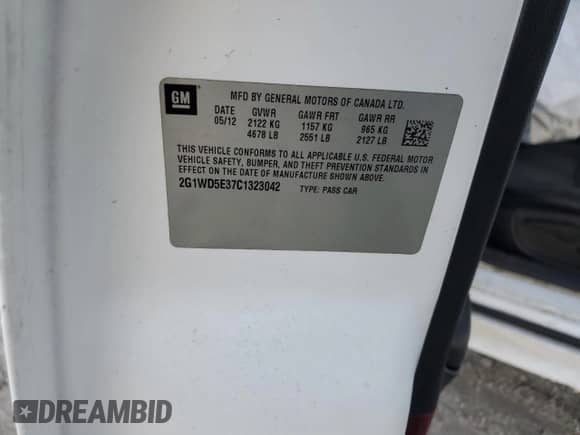 GM
MFD BY GENERAL MOTORS OF CANADA LTD.
DATE GVWR GAWR FRT GAWR RR
05/12 2122 KG 1157 KG 965 KG
4678 LB 2551 LB 2127 LB
THIS VEHICLE CONFORMS TO ALL APPLICABLE U.S. FEDERAL MOTOR
VEHICLE SAFETY, BUMPER, AND THEFT PREVENTION STANDARDS IN
EFFECT ON THE DATE OF MANUFACTURE SHOWN ABOVE.
2G1WD5E37C1323042 TYPE: PASS CAR
DREAMBID